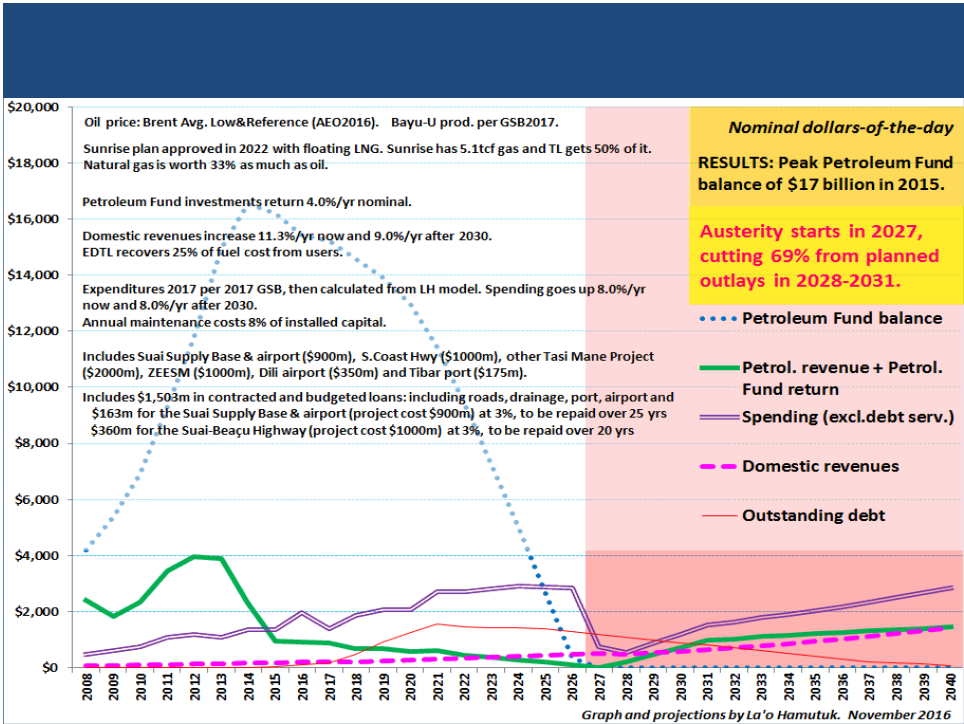 $20,000
$18,000
$16,000
$14,000
$12,000
$10,000
$8,000
$6,000
$4,000
$2,000
$0
Oil price: Brent Avg. Low&Reference (AEO2016). Bayu-U prod. per GSB2017.
Sunrise plan approved in 2022 with floating LNG. Sunrise has 5.1tcf gas and TL gets 50% of it.
Natural gas is worth 33% as much as oil.
Petroleum Fund investments return 4.0%/yr nominal.
Domestic revenues increase 11.3%/yr now and 9.0%/yr after 2030.
EDTL recovers 25% of fuel cost from users.
Expenditures 2017 per 2017 GSB, then calculated from LH model. Spending goes up 8.0%/yr
now and 8.0%/yr after 2030.
Annual maintenance costs 8% of installed capital.
Includes Suai Supply Base & airport ($900m), S.Coast Hwy ($1000m), other Tasi Mane Project
($2000m), ZEESM ($1000m), Dili airport ($350m) and Tibar port ($175m).
Includes $1,503m in contracted and budgeted loans: including roads, drainage, port, airport and
$163m for the Suai Supply Base & airport (project cost $900m) at 3%, to be repaid over 25 yrs
$360m for the Suai-Beaçu Highway (project cost $1000m) at 3%, to be repaid over 20 yrs
Nominal dollars-of-the-day
RESULTS: Peak Petroleum Fund
balance of $17 billion in 2015.
Austerity starts in 2027,
cutting 69% from planned
outlays in 2028-2031.
Petroleum Fund balance
Petrol. revenue + Petrol.
Fund return
Spending (excl.debt serv.)
Domestic revenues
Outstanding debt
2008
2009
2010
2011
2012
2013
2014
2015
2016
2017
2018
2019
2020
2021
2022
2023
2024
2025
2026
2027
2028
2029
2030
2031
2032
2033
2034
2035
2036
2037
2038
2039
2040
Graph and projections by La'o Hamutuk. November 2016